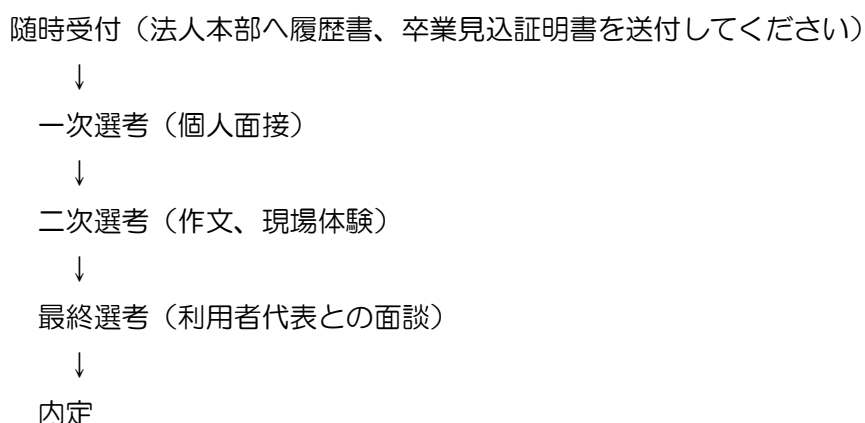 随時受付（法人本部へ履歴書、卒業見込証明書を送付してください）
↓
一次選考（個人面接）
↓
二次選考（作文、現場体験）
↓
最終選考（利用者代表との面談）
↓
内定